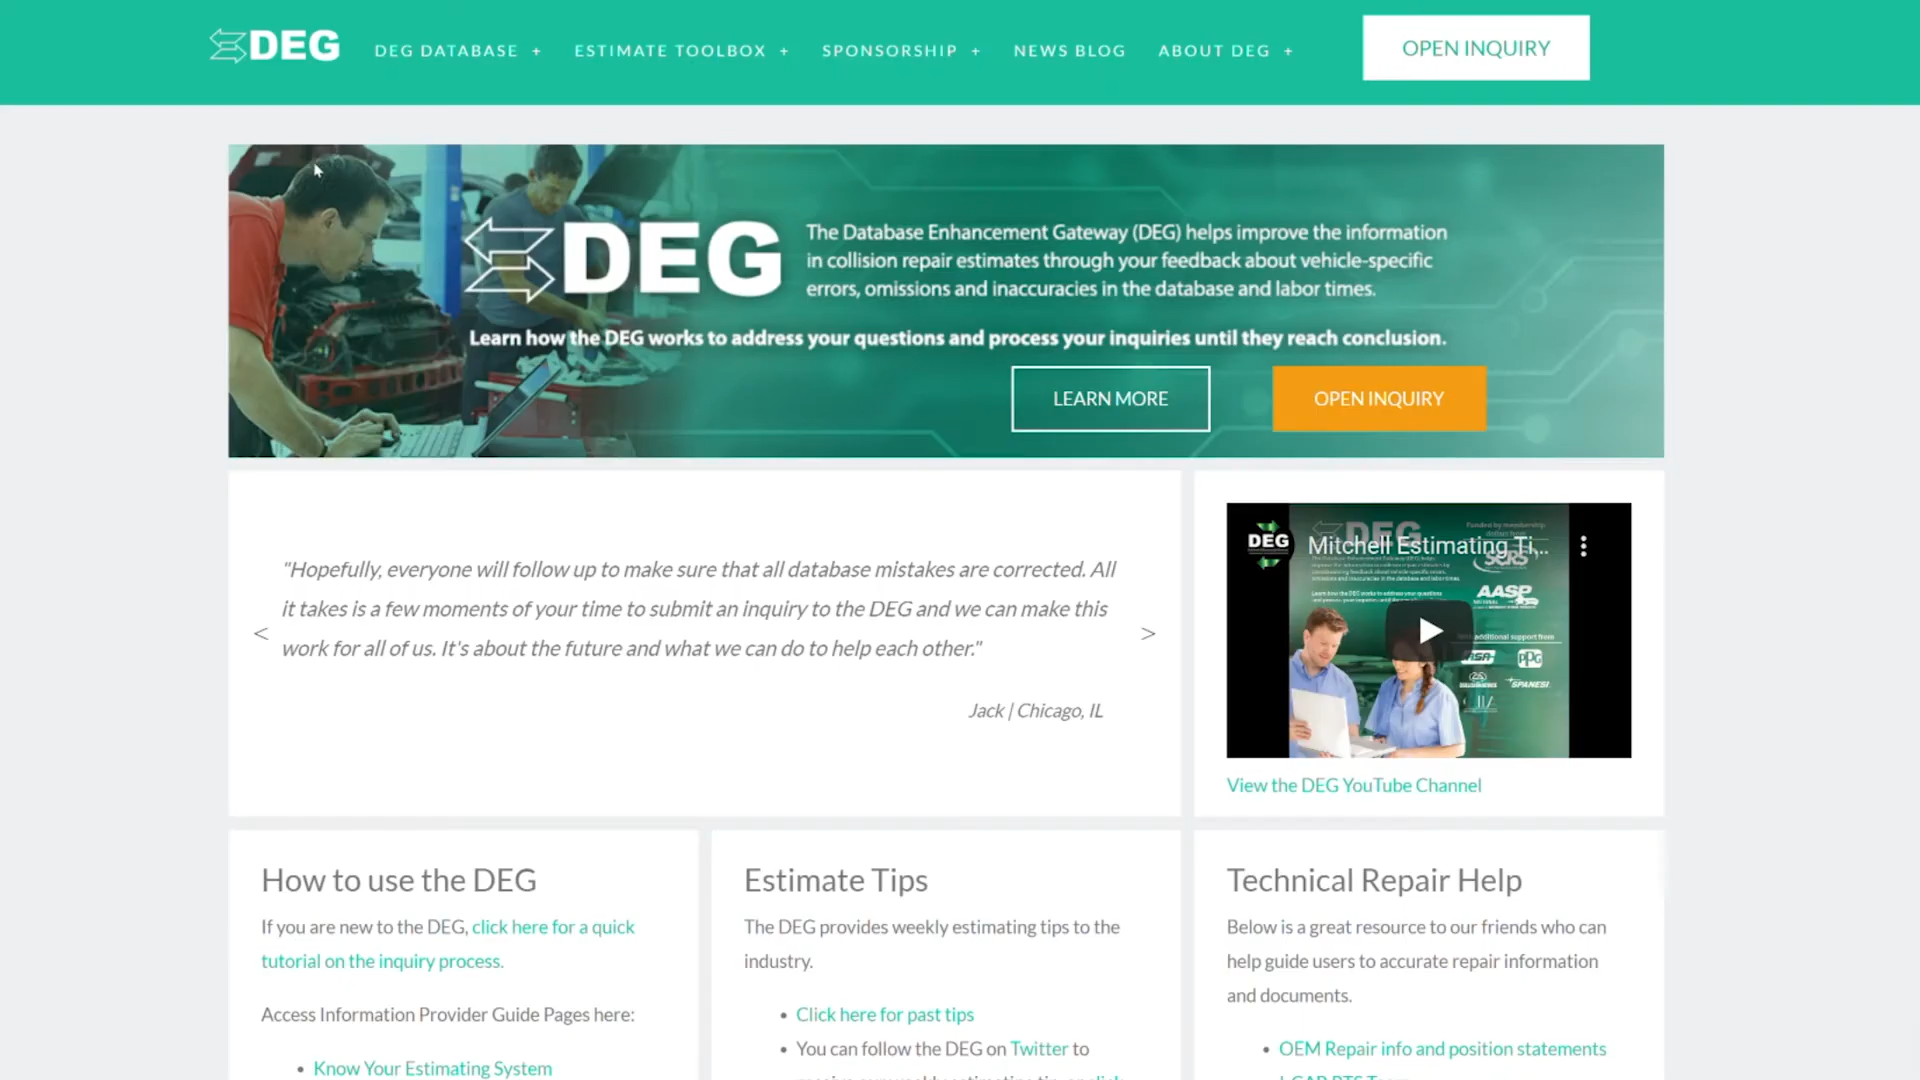 DEG
DEG DATABASE +
ESTIMATE TOOLBOX +
SPONSORSHIP +
NEWS BLOG
ABOUT DEG +
OPEN INQUIRY
DEG
The Database Enhancement Gateway (DEG) helps improve the information
in collision repair estimates through your feedback about vehicle-specific
errors, omissions and inaccuracies in the database and labor times.
Learn how the DEG works to address your questions and process your inquiries until they reach conclusion.
LEARN MORE
OPEN INQUIRY
"Hopefully, everyone will follow up to make sure that all database mistakes are corrected. All
it takes is a few moments of your time to submit an inquiry to the DEG and we can make this
work for all of us. It's about the future and what we can do to help each other."
<
>
Jack | Chicago, IL
DEG
Mitchell Estimating Ti...
DEG
Funded by membership
SCRS
AASP
additional support from
PPG
SPANESI
View the DEG YouTube Channel
How to use the DEG
If you are new to the DEG, click here for a quick
tutorial on the inquiry process.
Access Information Provider Guide Pages here:
• Know Your Estimating System
Estimate Tips
The DEG provides weekly estimating tips to the
industry.
• Click here for past tips
• You can follow the DEG on Twitter to
Technical Repair Help
Below is a great resource to our friends who can
help guide users to accurate repair information
and documents.
• OEM Repair info and position statements